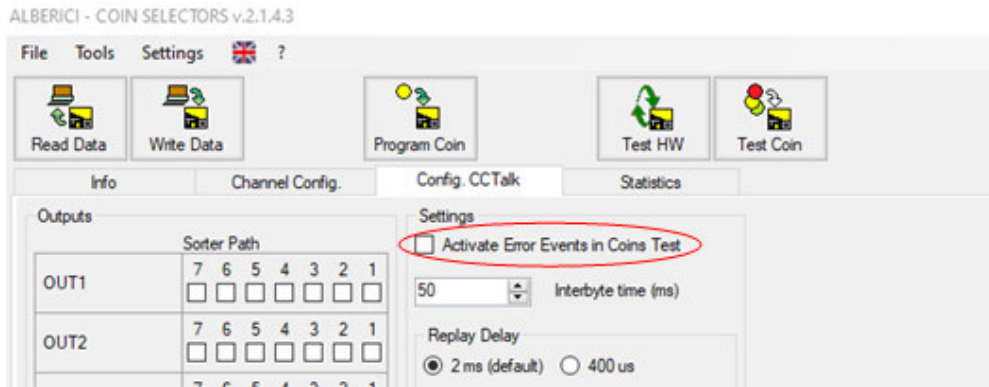 ALBERICI - COIN SELECTORS v.2.1.4.3
File Tools Settings ?
Read Data Write Data Program Coin Test HW Test Coin
Info Channel Config. Config. CCTalk Statistics
Outputs Settings
Sorter Path Activate Error Events in Coins Test
OUT1 7 6 5 4 3 2 1
50 Interbyte time (ms)
OUT2 7 6 5 4 3 2 1
Replay Delay
2 ms (default) 400 us
7 6 5 4 3 2 1